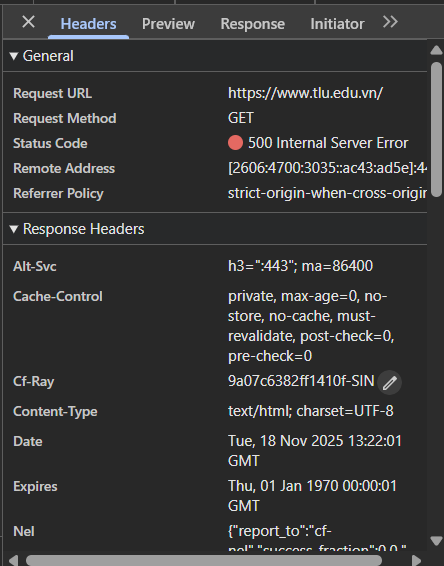 Headers Preview Response Initiator
General
Request URL https://www.tlu.edu.vn/
Request Method GET
Status Code 500 Internal Server Error
Remote Address [2606:4700:3035::ac43:ad5e]:44
Referrer Policy strict-origin-when-cross-origin
Response Headers
Alt-Svc h3=":443"; ma=86400
Cache-Control private, max-age=0, no-
store, no-cache, must-
revalidate, post-check=0,
pre-check=0
Cf-Ray 9a07c6382ff1410f-SIN
Content-Type text/html; charset=UTF-8
Date Tue, 18 Nov 2025 13:22:01
GMT
Expires Thu, 01 Jan 1970 00:00:01
GMT
Nel {"report_to":"cf-
nel","success_fraction":0.0,"